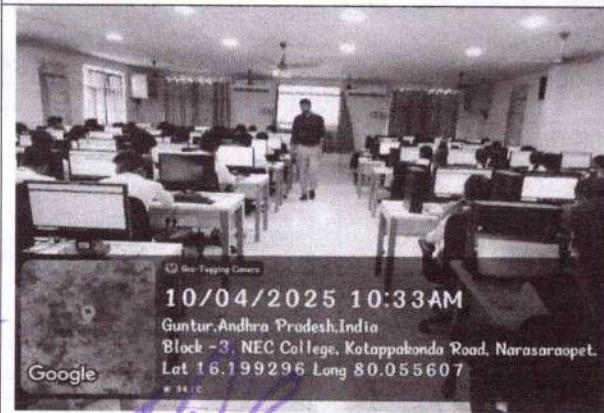 Geo-Tagging Camera
10/04/2025 10:33AM
Guntur,Andhra Pradesh,India
Block -3, NEC College, Kotappakonda Road, Narasaraopet.
Lat 16.199296 Long 80.055607
Google